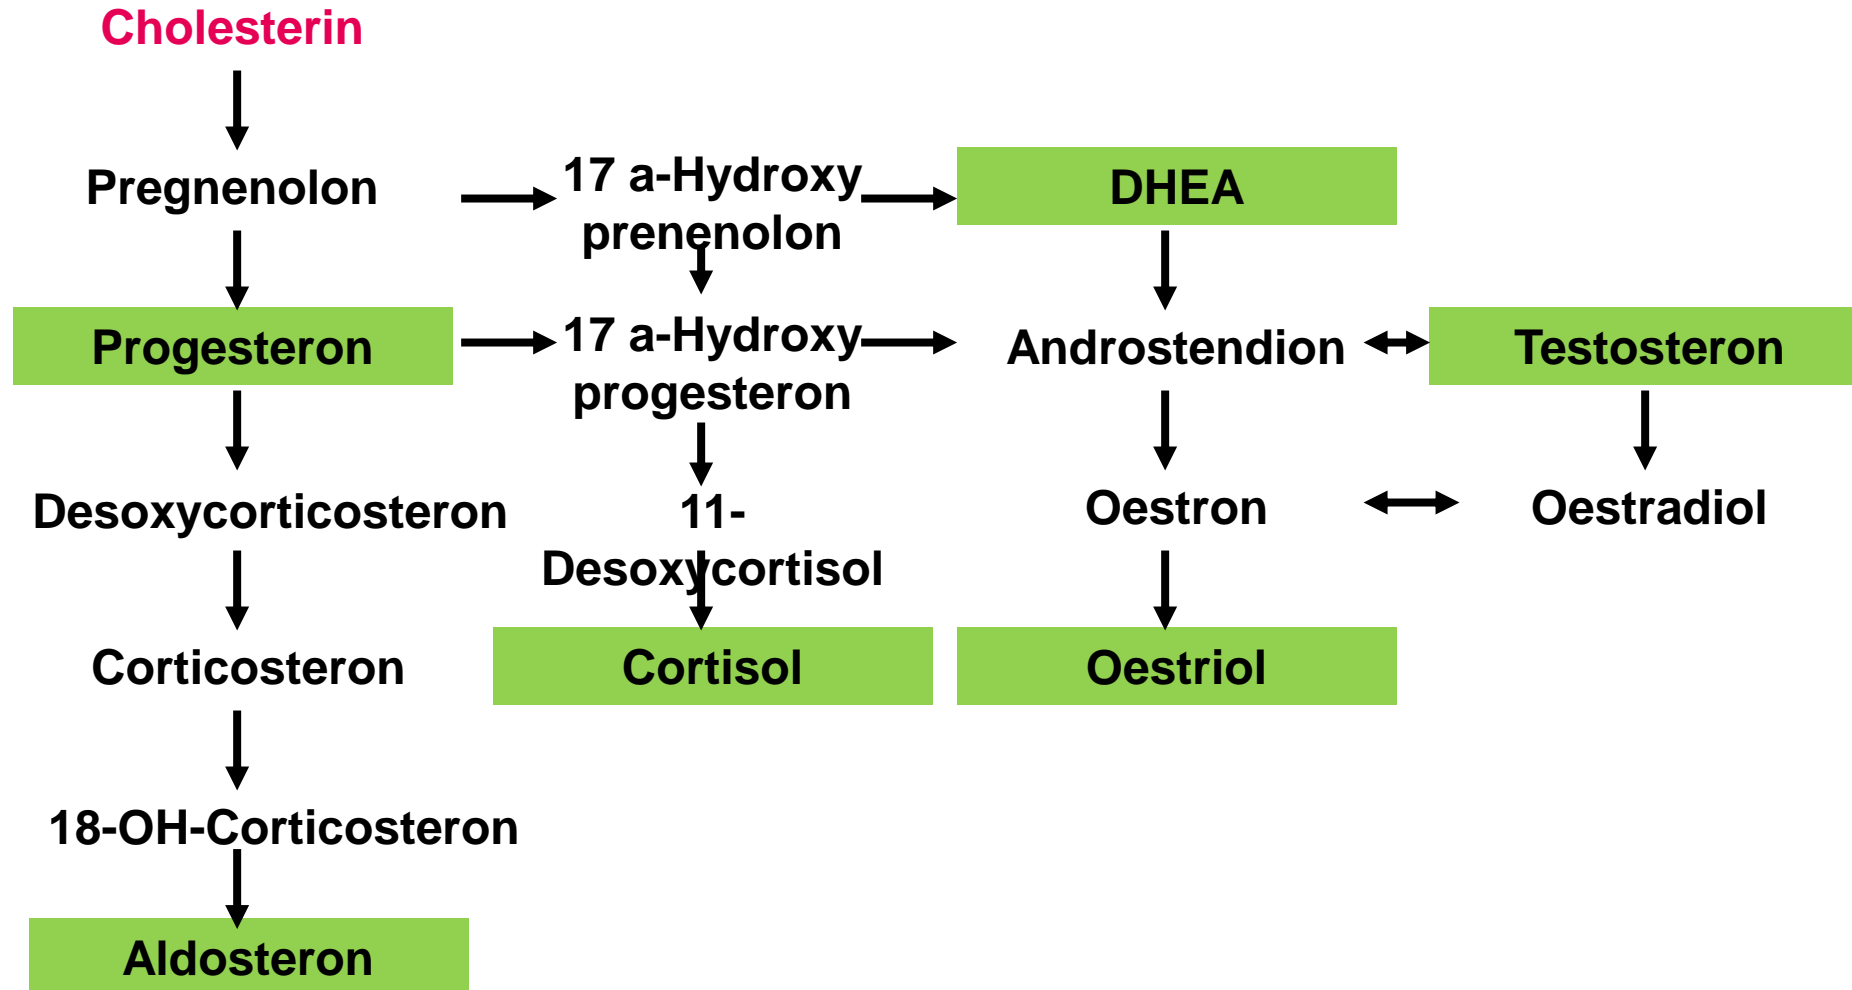 Cholesterin
Pregnenolon
17 a-Hydroxy
prenenolon
DHEA
Progesteron
17 a-Hydroxy
progesteron
Androstendion
Testosteron
Desoxycorticosteron
11-
Desoxycortisol
Oestron
Oestradiol
Corticosteron
Cortisol
Oestriol
18-OH-Corticosteron
Aldosteron